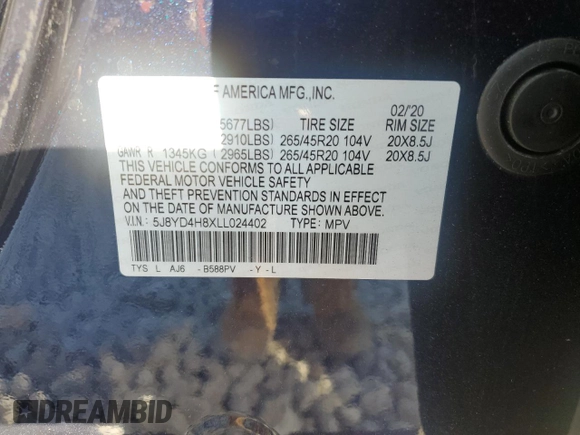 F AMERICA MFG.,INC.
02/'20
5677LBS) TIRE SIZE RIM SIZE
2910LBS) 265/45R20 104V 20X8.5J
GAWR R 1345KG (2965LBS) 265/45R20 104V 20X8.5J
THIS VEHICLE CONFORMS TO ALL APPLICABLE
FEDERAL MOTOR VEHICLE SAFETY
AND THEFT PREVENTION STANDARDS IN EFFECT
ON THE DATE OF MANUFACTURE SHOWN ABOVE.
V.I.N.: 5J8YD4H8XLL024402 TYPE: MPV
TYS L AJ6 -B588PV -Y-L
DREAMBID